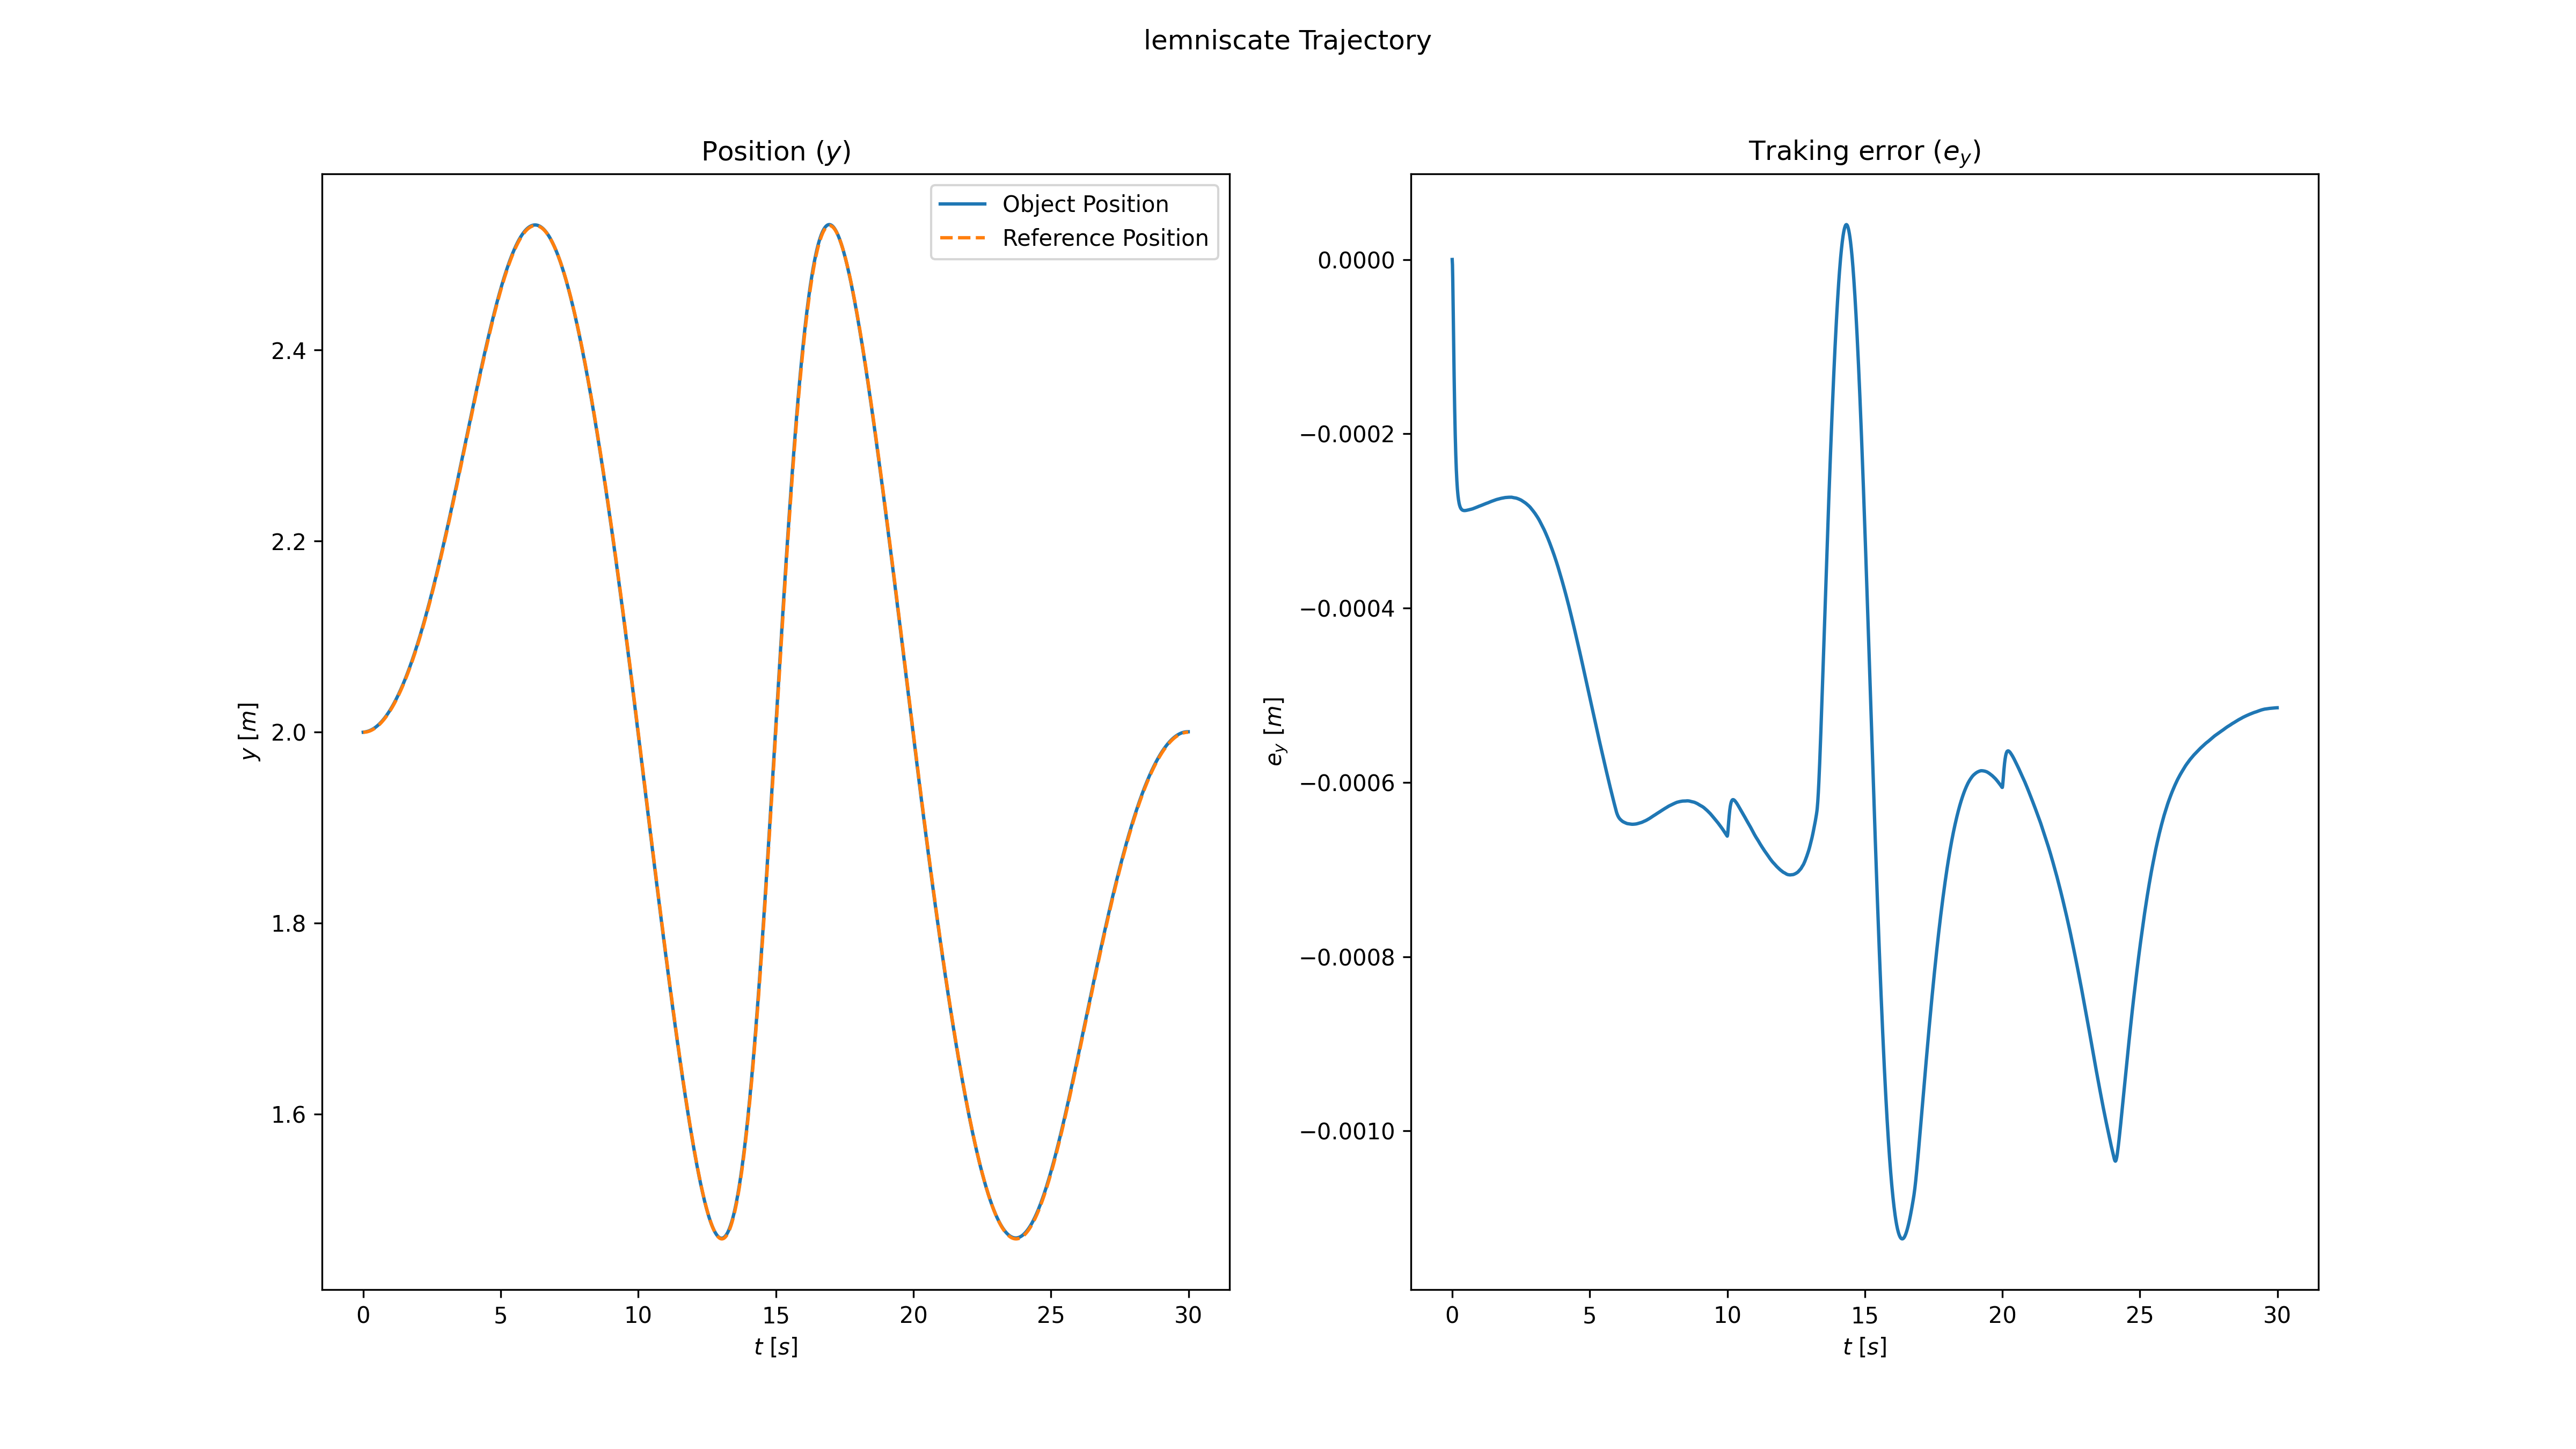 lemniscate Trajectory
Position (y)
Object Position
Reference Position
2.4
2.2
2.0
1.8
1.6
y [m]
0 5 10 15 20 25 30
t [s]
Traking error (e_y)
0.0000
−0.0002
−0.0004
−0.0006
−0.0008
−0.0010
e_y [m]
0 5 10 15 20 25 30
t [s]